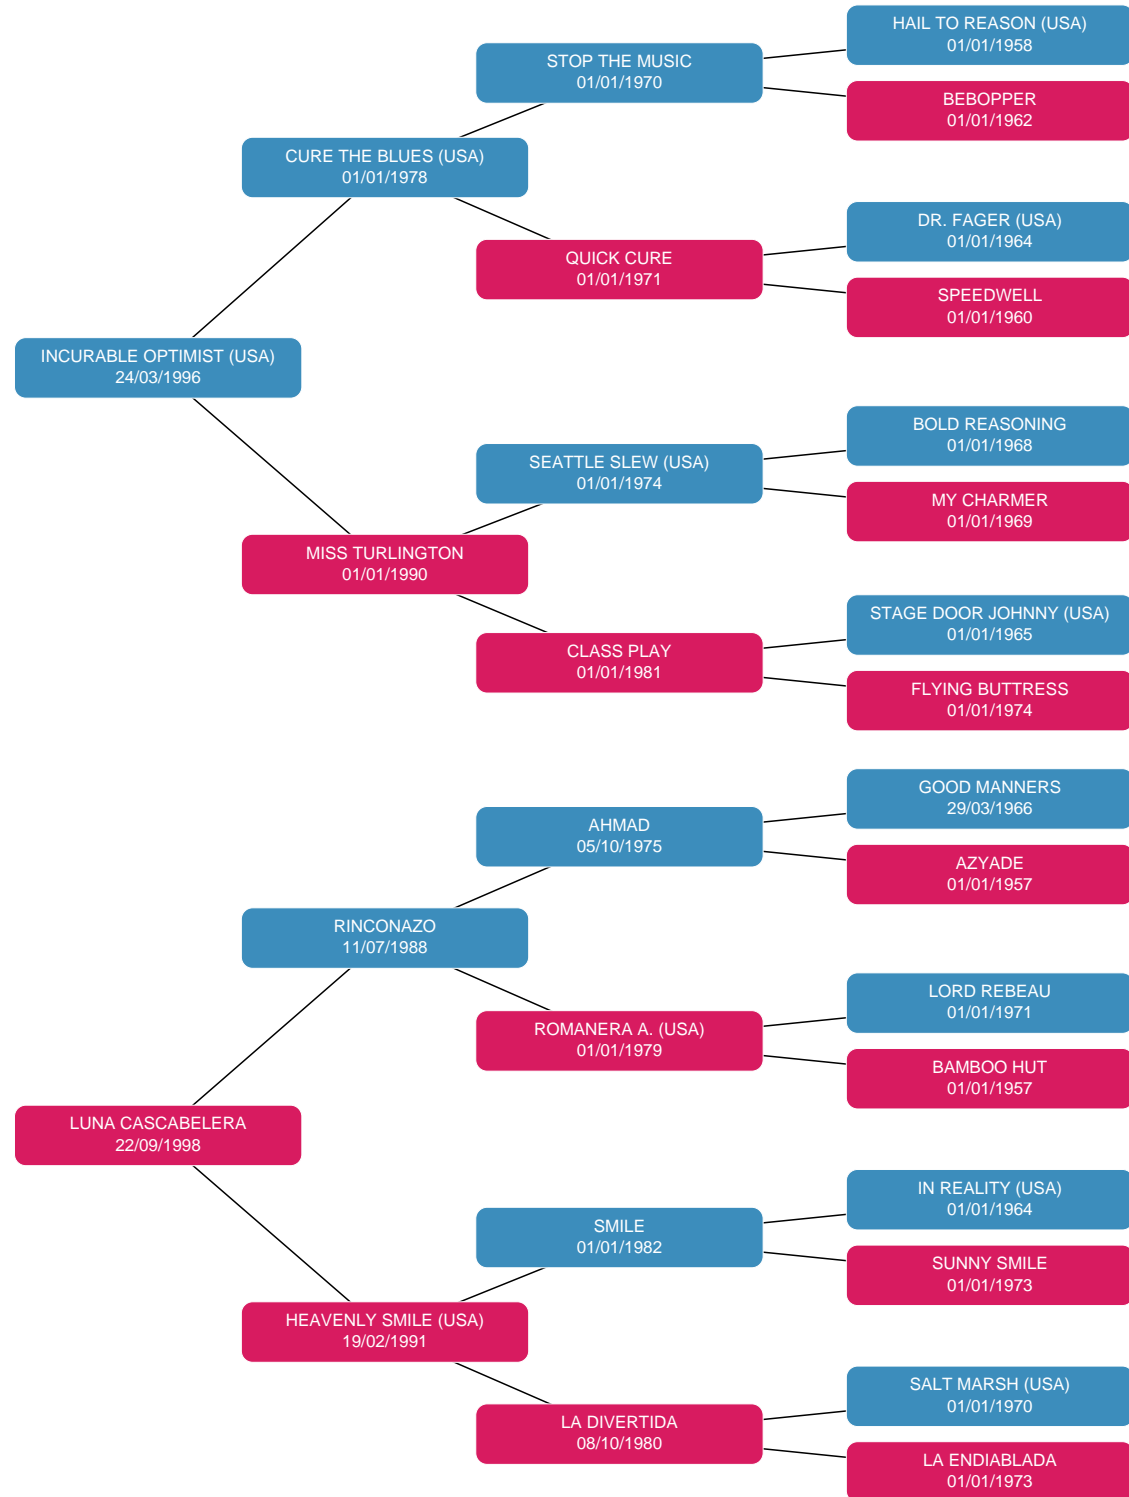 HAIL TO REASON (USA)
01/01/1958
STOP THE MUSIC
01/01/1970
BEBOPPER
01/01/1962
CURE THE BLUES (USA)
01/01/1978
DR. FAGER (USA)
01/01/1964
QUICK CURE
01/01/1971
SPEEDWELL
01/01/1960
INCURABLE OPTIMIST (USA)
24/03/1996
BOLD REASONING
01/01/1968
SEATTLE SLEW (USA)
01/01/1974
MY CHARMER
01/01/1969
MISS TURLINGTON
01/01/1990
STAGE DOOR JOHNNY (USA)
01/01/1965
CLASS PLAY
01/01/1981
FLYING BUTTRESS
01/01/1974
GOOD MANNERS
29/03/1966
AHMAD
05/10/1975
AZYADE
01/01/1957
RINCONAZO
11/07/1988
LORD REBEAU
01/01/1971
ROMANERA A. (USA)
01/01/1979
BAMBOO HUT
01/01/1957
LUNA CASCABELERA
22/09/1998
IN REALITY (USA)
01/01/1964
SMILE
01/01/1982
SUNNY SMILE
01/01/1973
HEAVENLY SMILE (USA)
19/02/1991
SALT MARSH (USA)
01/01/1970
LA DIVERTIDA
08/10/1980
LA ENDIABLADA
01/01/1973